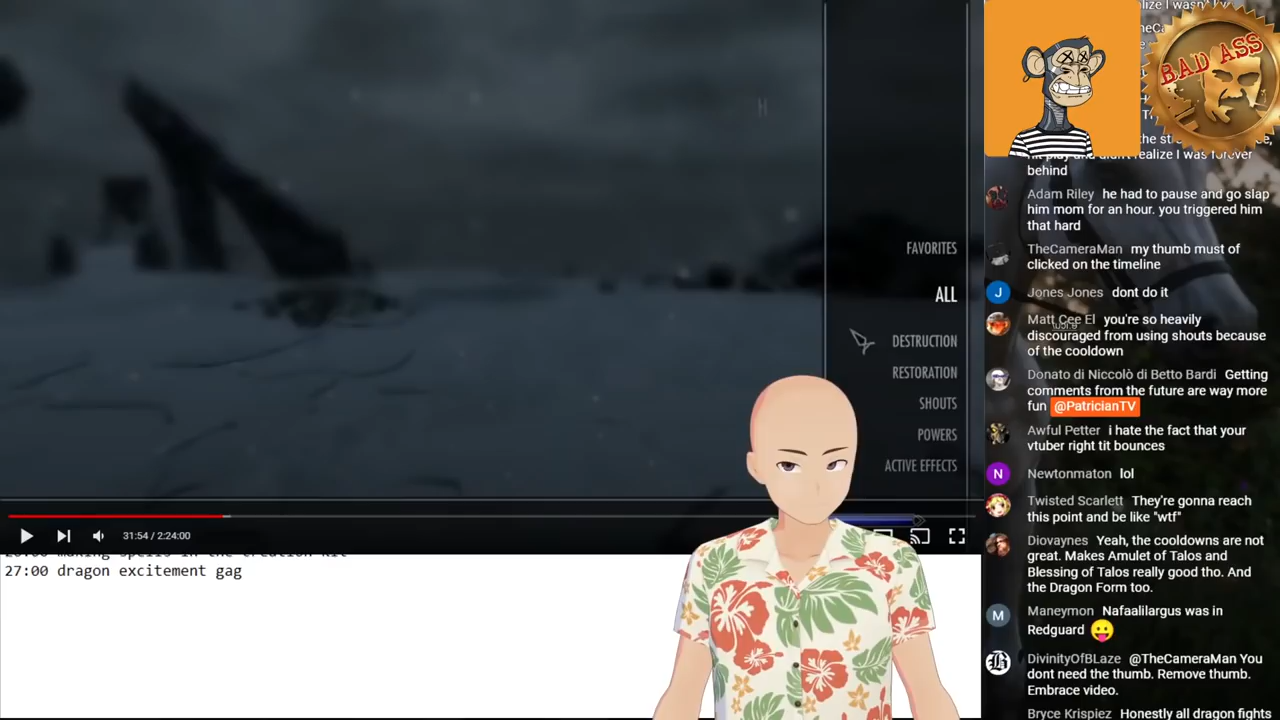 H
FAVORITES
ALL
DESTRUCTION
RESTORATION
SHOUTS
POWERS
ACTIVE EFFECTS
31:54 / 2:24:00
making spells in the creation kit
27:00 dragon excitement gag
BAD ASS
hit play and didn't realize I was forever
behind
Adam Riley he had to pause and go slap
him mom for an hour. you triggered him
that hard
TheCameraMan my thumb must of
clicked on the timeline
J Jones Jones dont do it
Matt Cee El you're so heavily
discouraged from using shouts because
of the cooldown
Donato di Niccolò di Betto Bardi Getting
comments from the future are way more
fun @PatricianTV
Awful Petter i hate the fact that your
vtuber right tit bounces
N Newtonmaton lol
Twisted Scarlett They're gonna reach
this point and be like "wtf"
Diovaynes Yeah, the cooldowns are not
great. Makes Amulet of Talos and
Blessing of Talos really good tho. And
the Dragon Form too.
M Maneymon Nafaalilargus was in
Redguard 😛
DivinityOfBLaze @TheCameraMan You
dont need the thumb. Remove thumb.
Embrace video.
Bryce Krispiez Honestly all dragon fights